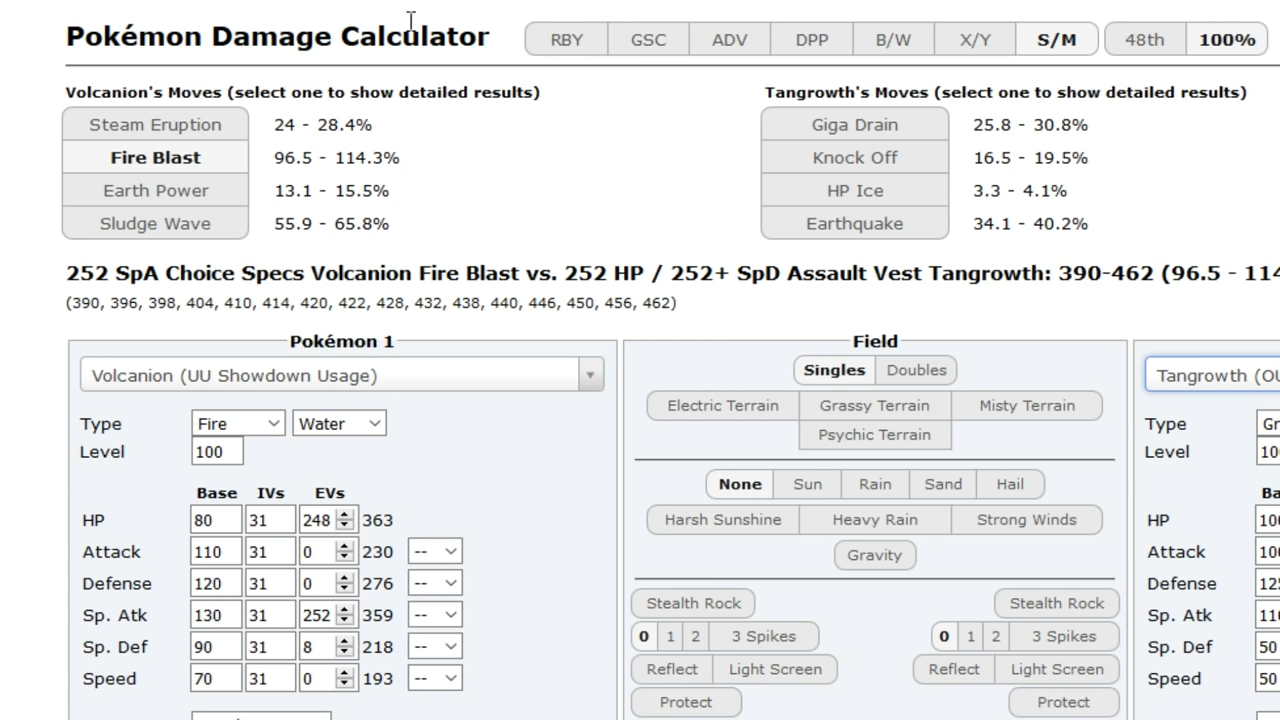 Pokémon Damage Calculator RBY GSC ADV DPP B/W X/Y S/M 48th 100%
Volcanion's Moves (select one to show detailed results) Tangrowth's Moves (select one to show detailed results)
Steam Eruption 24 - 28.4% Giga Drain 25.8 - 30.8%
Fire Blast 96.5 - 114.3% Knock Off 16.5 - 19.5%
Earth Power 13.1 - 15.5% HP Ice 3.3 - 4.1%
Sludge Wave 55.9 - 65.8% Earthquake 34.1 - 40.2%
252 SpA Choice Specs Volcanion Fire Blast vs. 252 HP / 252+ SpD Assault Vest Tangrowth: 390-462 (96.5 - 114
(390, 396, 398, 404, 410, 414, 420, 422, 428, 432, 438, 440, 446, 450, 456, 462)
Pokémon 1 Field
Volcanion (UU Showdown Usage) Singles Doubles Tangrowth (OU
Electric Terrain Grassy Terrain Misty Terrain
Type Fire Water Psychic Terrain Type Gr
Level 100 Level 10
None Sun Rain Sand Hail
Base IVs EVs Ba
HP 80 31 248 363 Harsh Sunshine Heavy Rain Strong Winds HP 100
Attack 110 31 0 230 -- Gravity Attack 100
Defense 120 31 0 276 -- Defense 125
Sp. Atk 130 31 252 359 -- Stealth Rock Stealth Rock Sp. Atk 110
Sp. Def 90 31 8 218 -- 0 1 2 3 Spikes 0 1 2 3 Spikes Sp. Def 50
Speed 70 31 0 193 -- Reflect Light Screen Reflect Light Screen Speed 50
Protect Protect